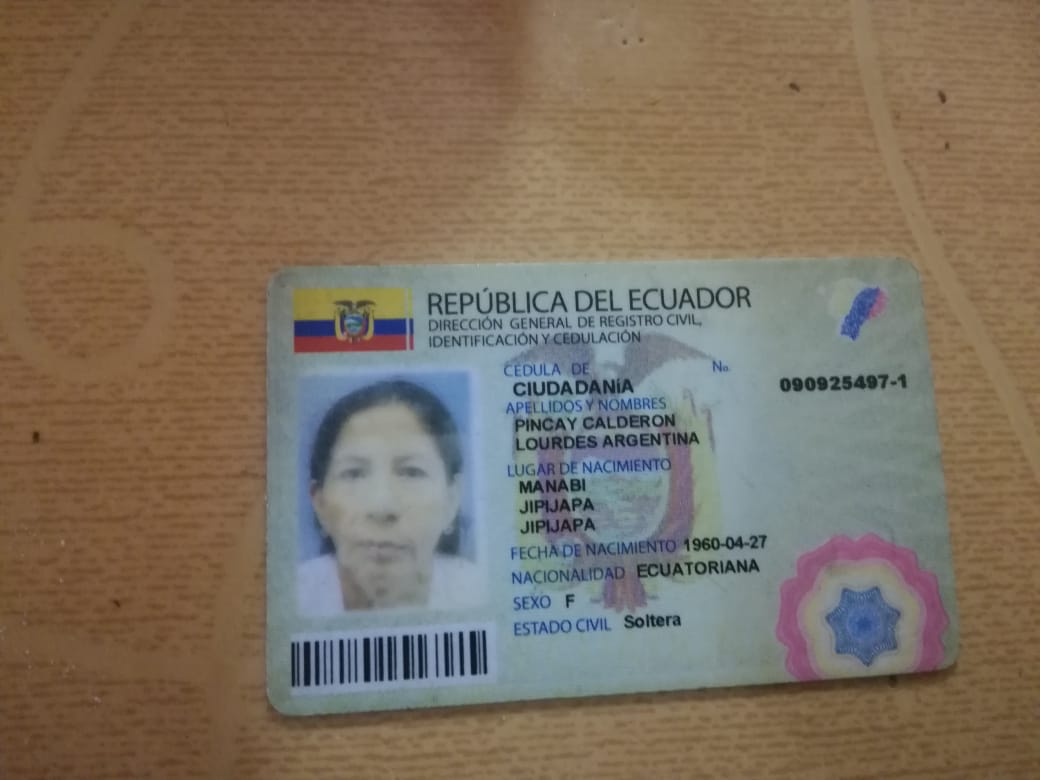 REPÚBLICA DEL ECUADOR
DIRECCIÓN GENERAL DE REGISTRO CIVIL,
IDENTIFICACIÓN Y CEDULACIÓN
CÉDULA DE No.
CIUDADANÍA 090925497-1
APELLIDOS Y NOMBRES
PINCAY CALDERON
LOURDES ARGENTINA
LUGAR DE NACIMIENTO
MANABI
JIPIJAPA
JIPIJAPA
FECHA DE NACIMIENTO 1960-04-27
NACIONALIDAD ECUATORIANA
SEXO F
ESTADO CIVIL Soltera